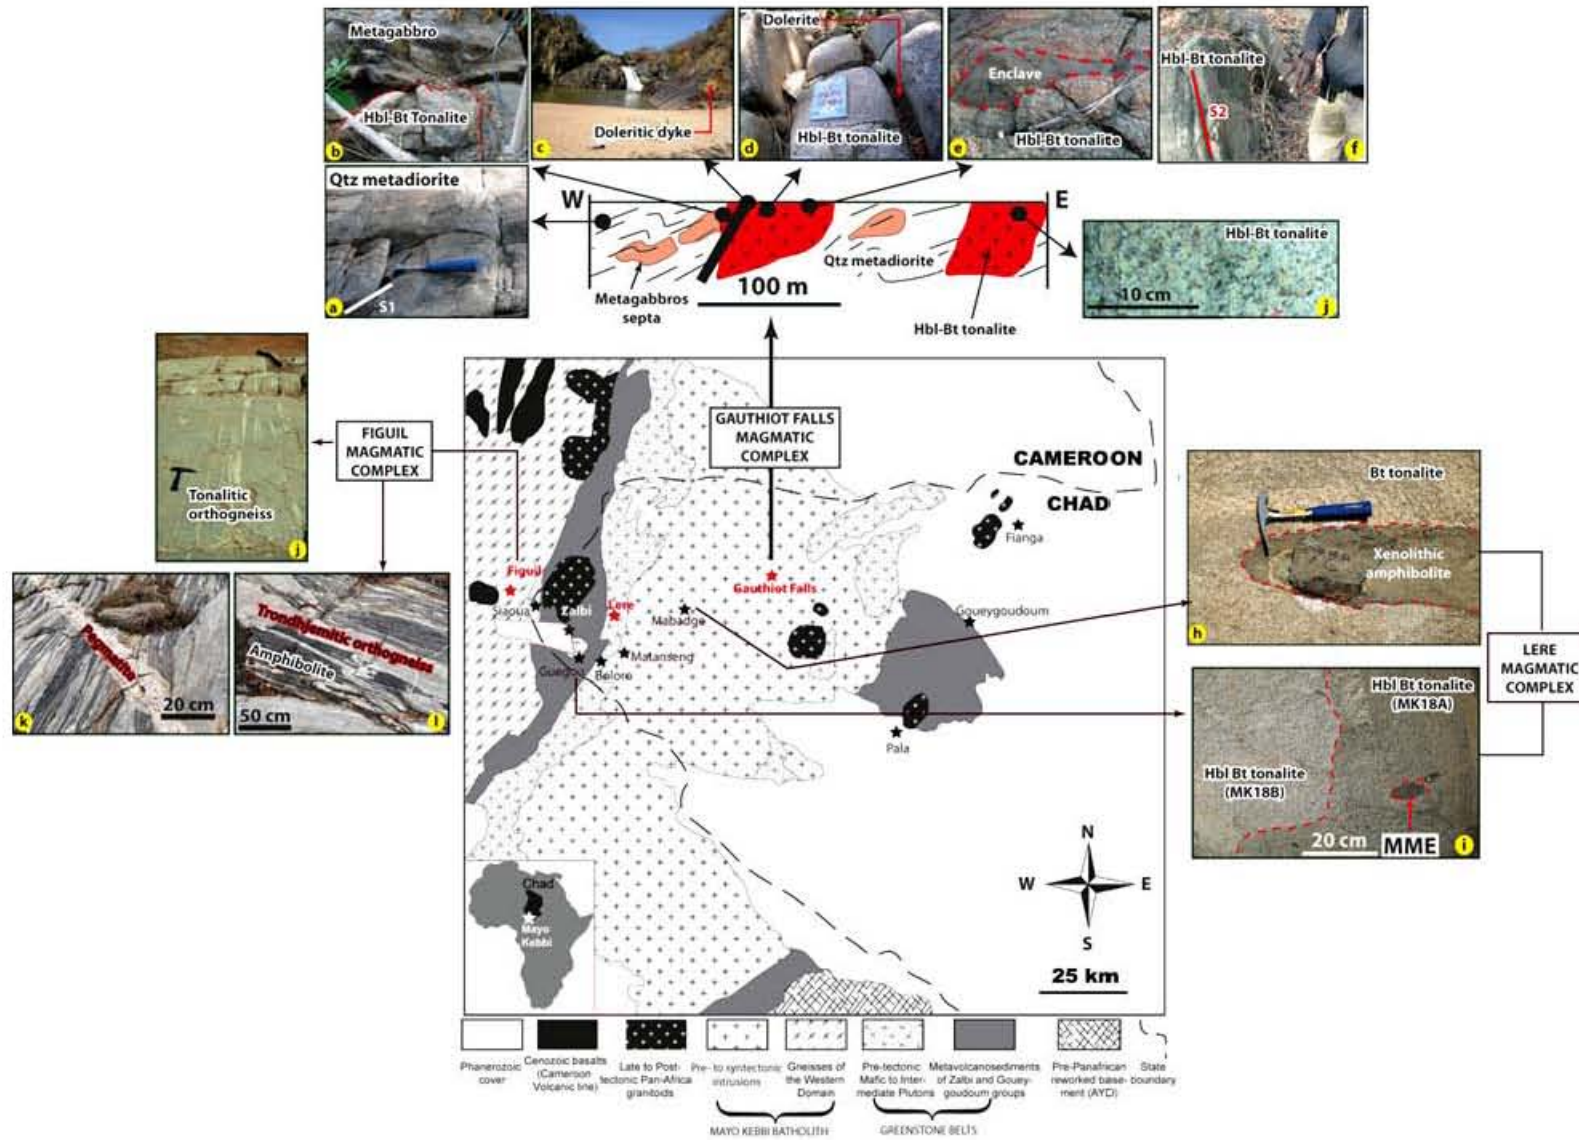 Metagabbro
Hbl-Bt Tonalite
b
Doleritic dyke
c
Dolerite
Hbl-Bt tonalite
d
Enclave
Hbl-Bt tonalite
e
Hbl-Bt tonalite
S2
f
Qtz metadiorite
S1
a
W
E
Qtz metadiorite
Metagabbros
septa
100 m
Hbl-Bt tonalite
Hbl-Bt tonalite
10 cm
j
Tonalitic
orthogneiss
j
FIGUIL
MAGMATIC
COMPLEX
GAUTHIOT FALLS
MAGMATIC
COMPLEX
CAMEROON
CHAD
Fianga
Figuil
Gauthiot Falls
Siaoua
Zalbi
Lere
Mabadge
Goueygoudoum
Matanseng
Belore
Pala
Pegmatite
20 cm
k
Trondhjemitic orthogneiss
Amphibolite
50 cm
l
Bt tonalite
Xenolithic
amphibolite
h
LERE
MAGMATIC
COMPLEX
Hbl Bt tonalite
(MK18A)
Hbl Bt tonalite
(MK18B)
20 cm
MME
i
N
W
E
S
25 km
Chad
Mayo
Kebbi
Phanerozoic
cover
Cenozoic basalts
(Cameroon
Volcanic line)
Late to Post-
tectonic Pan-Africa
granitoids
Pre- to syntectonic
intrusions
Gneisses of
the Western
Domain
Pre-tectonic
Mafic to Inter-
mediate Plutons
Metavolcanosediments
of Zalbi and Gouey-
goudoum groups
Pre-Panafrican
reworked base-
ment (AYD)
State
boundary
MAYO KEBBI BATHOLITH
GREENSTONE BELTS